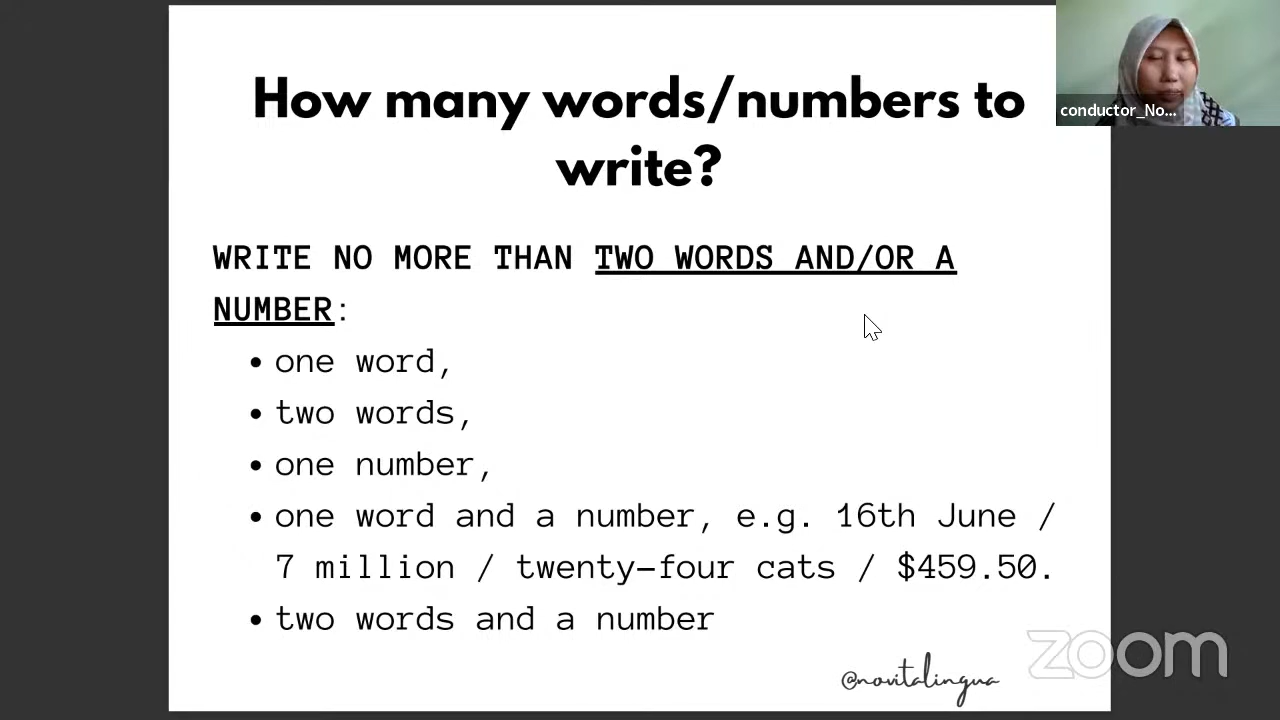 How many words/numbers to
write?
conductor_No...
WRITE NO MORE THAN TWO WORDS AND/OR A
NUMBER:
• one word,
• two words,
• one number,
• one word and a number, e.g. 16th June /
7 million / twenty-four cats / $459.50.
• two words and a number
@novitalingua
zoom